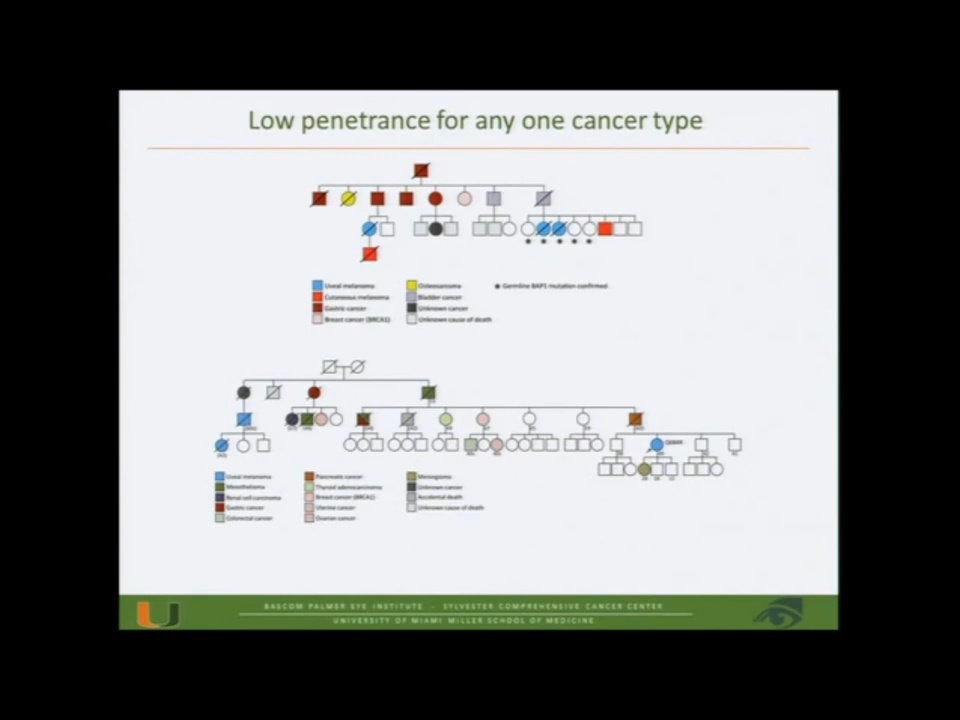 Low penetrance for any one cancer type
Uveal melanoma
Cutaneous melanoma
Gastric cancer
Breast cancer (BRCA1)
Osteosarcoma
Bladder cancer
Unknown cancer
Unknown cause of death
Germline BAP1 mutation confirmed
Uveal melanoma
Mesothelioma
Renal cell carcinoma
Gastric cancer
Colorectal cancer
Pancreatic cancer
Thyroid adenocarcinoma
Breast cancer (BRCA1)
Uterine cancer
Ovarian cancer
Meningioma
Unknown cancer
Accidental death
Unknown cause of death
BASCOM PALMER EYE INSTITUTE - SYLVESTER COMPREHENSIVE CANCER CENTER
UNIVERSITY OF MIAMI MILLER SCHOOL OF MEDICINE